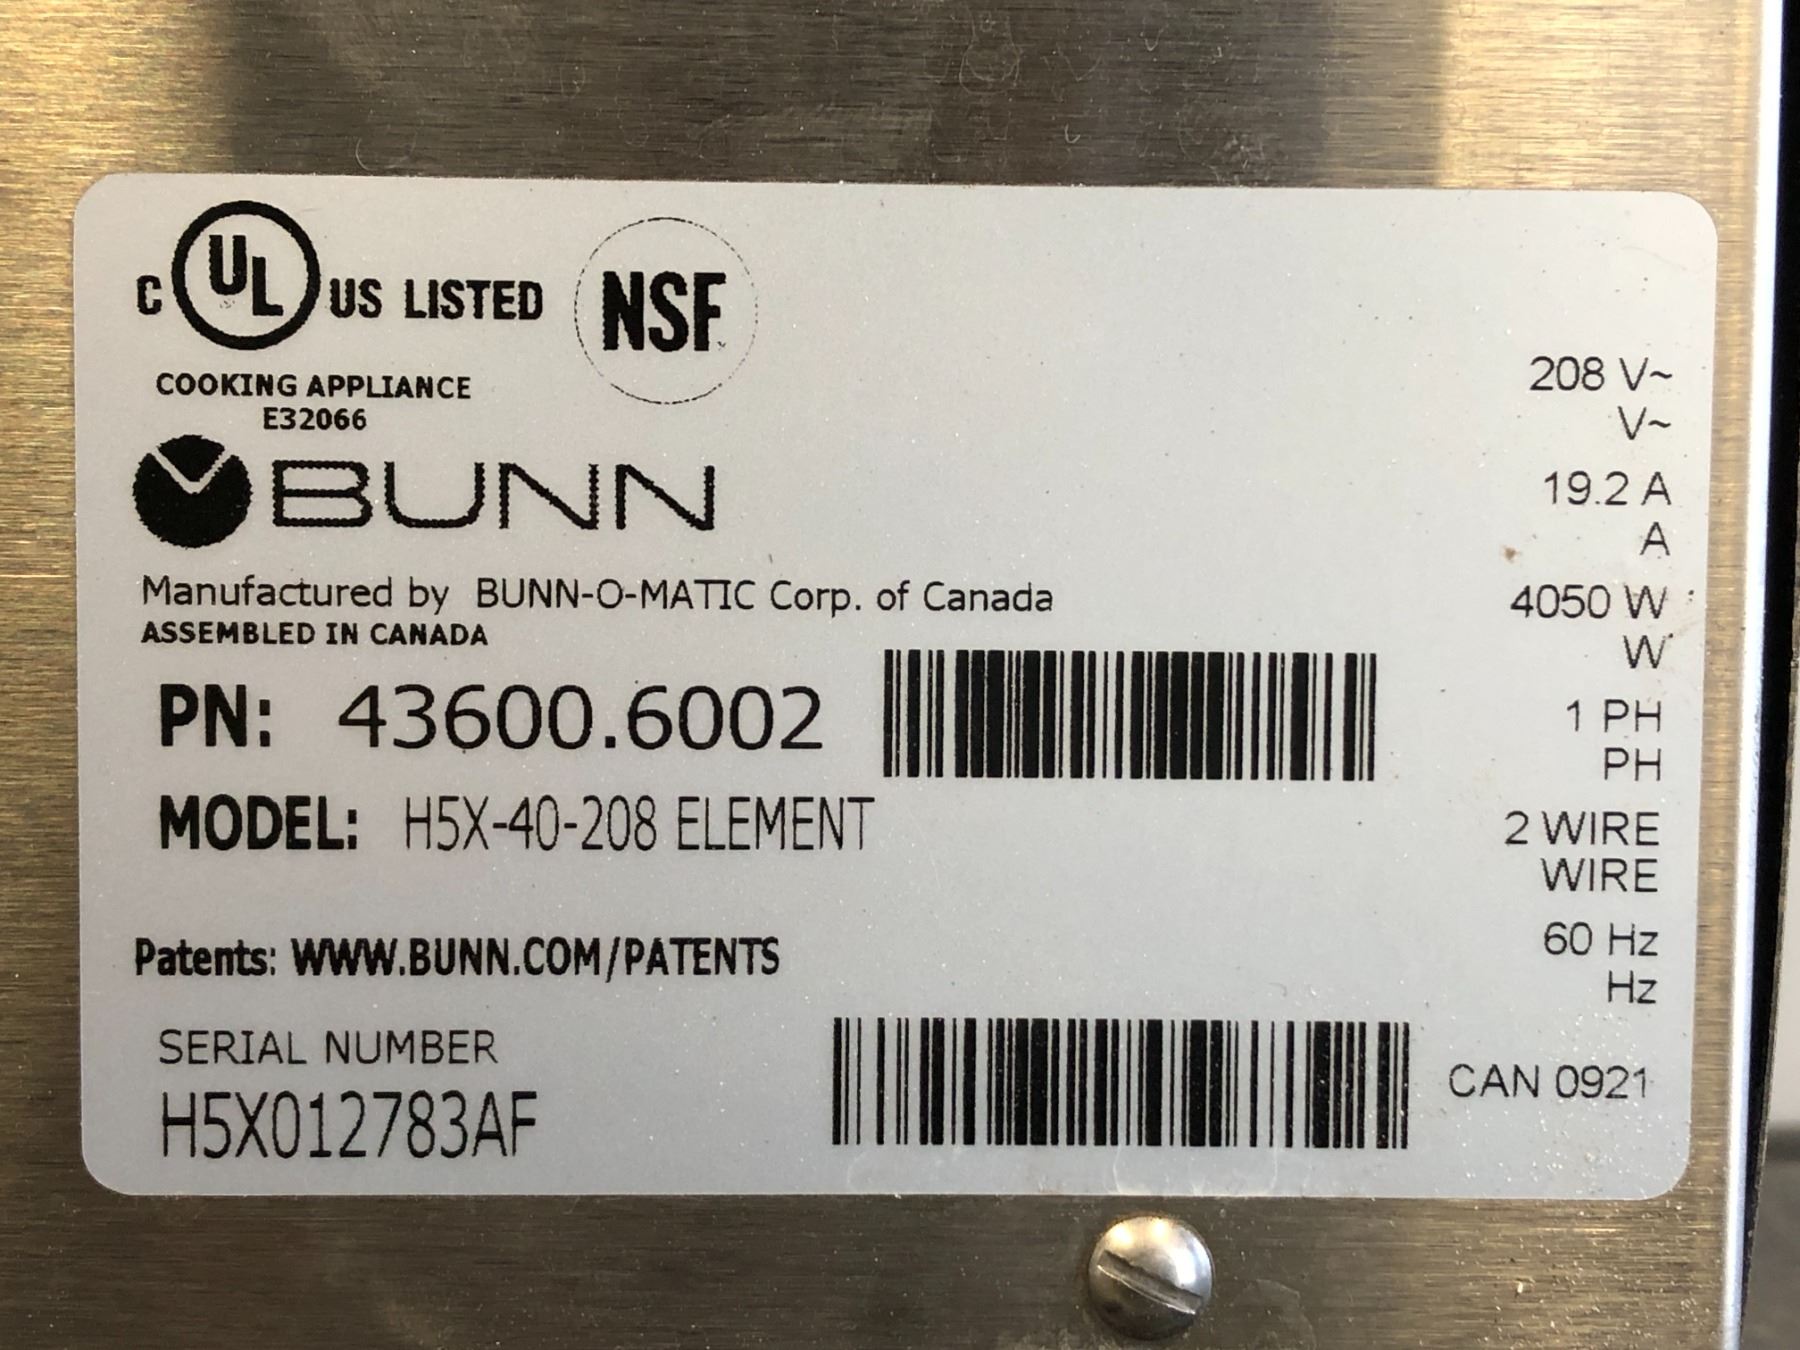 C UL US LISTED NSF
COOKING APPLIANCE
E32066
BUNN
Manufactured by BUNN-O-MATIC Corp. of Canada
ASSEMBLED IN CANADA
PN: 43600.6002
MODEL: H5X-40-208 ELEMENT
Patents: WWW.BUNN.COM/PATENTS
SERIAL NUMBER
H5X012783AF
208 V~
V~
19.2 A
A
4050 W
W
1 PH
PH
2 WIRE
WIRE
60 Hz
Hz
CAN 0921